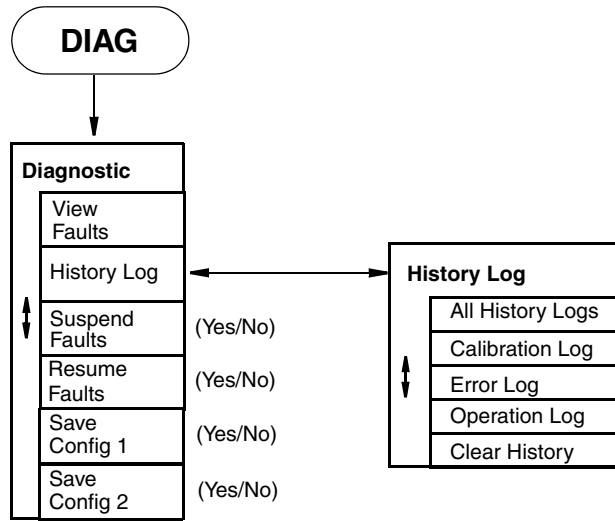 DIAG
Diagnostic
View
Faults
History Log
Suspend
Faults
(Yes/No)
Resume
Faults
(Yes/No)
Save
Config 1
(Yes/No)
Save
Config 2
(Yes/No)
History Log
All History Logs
Calibration Log
Error Log
Operation Log
Clear History